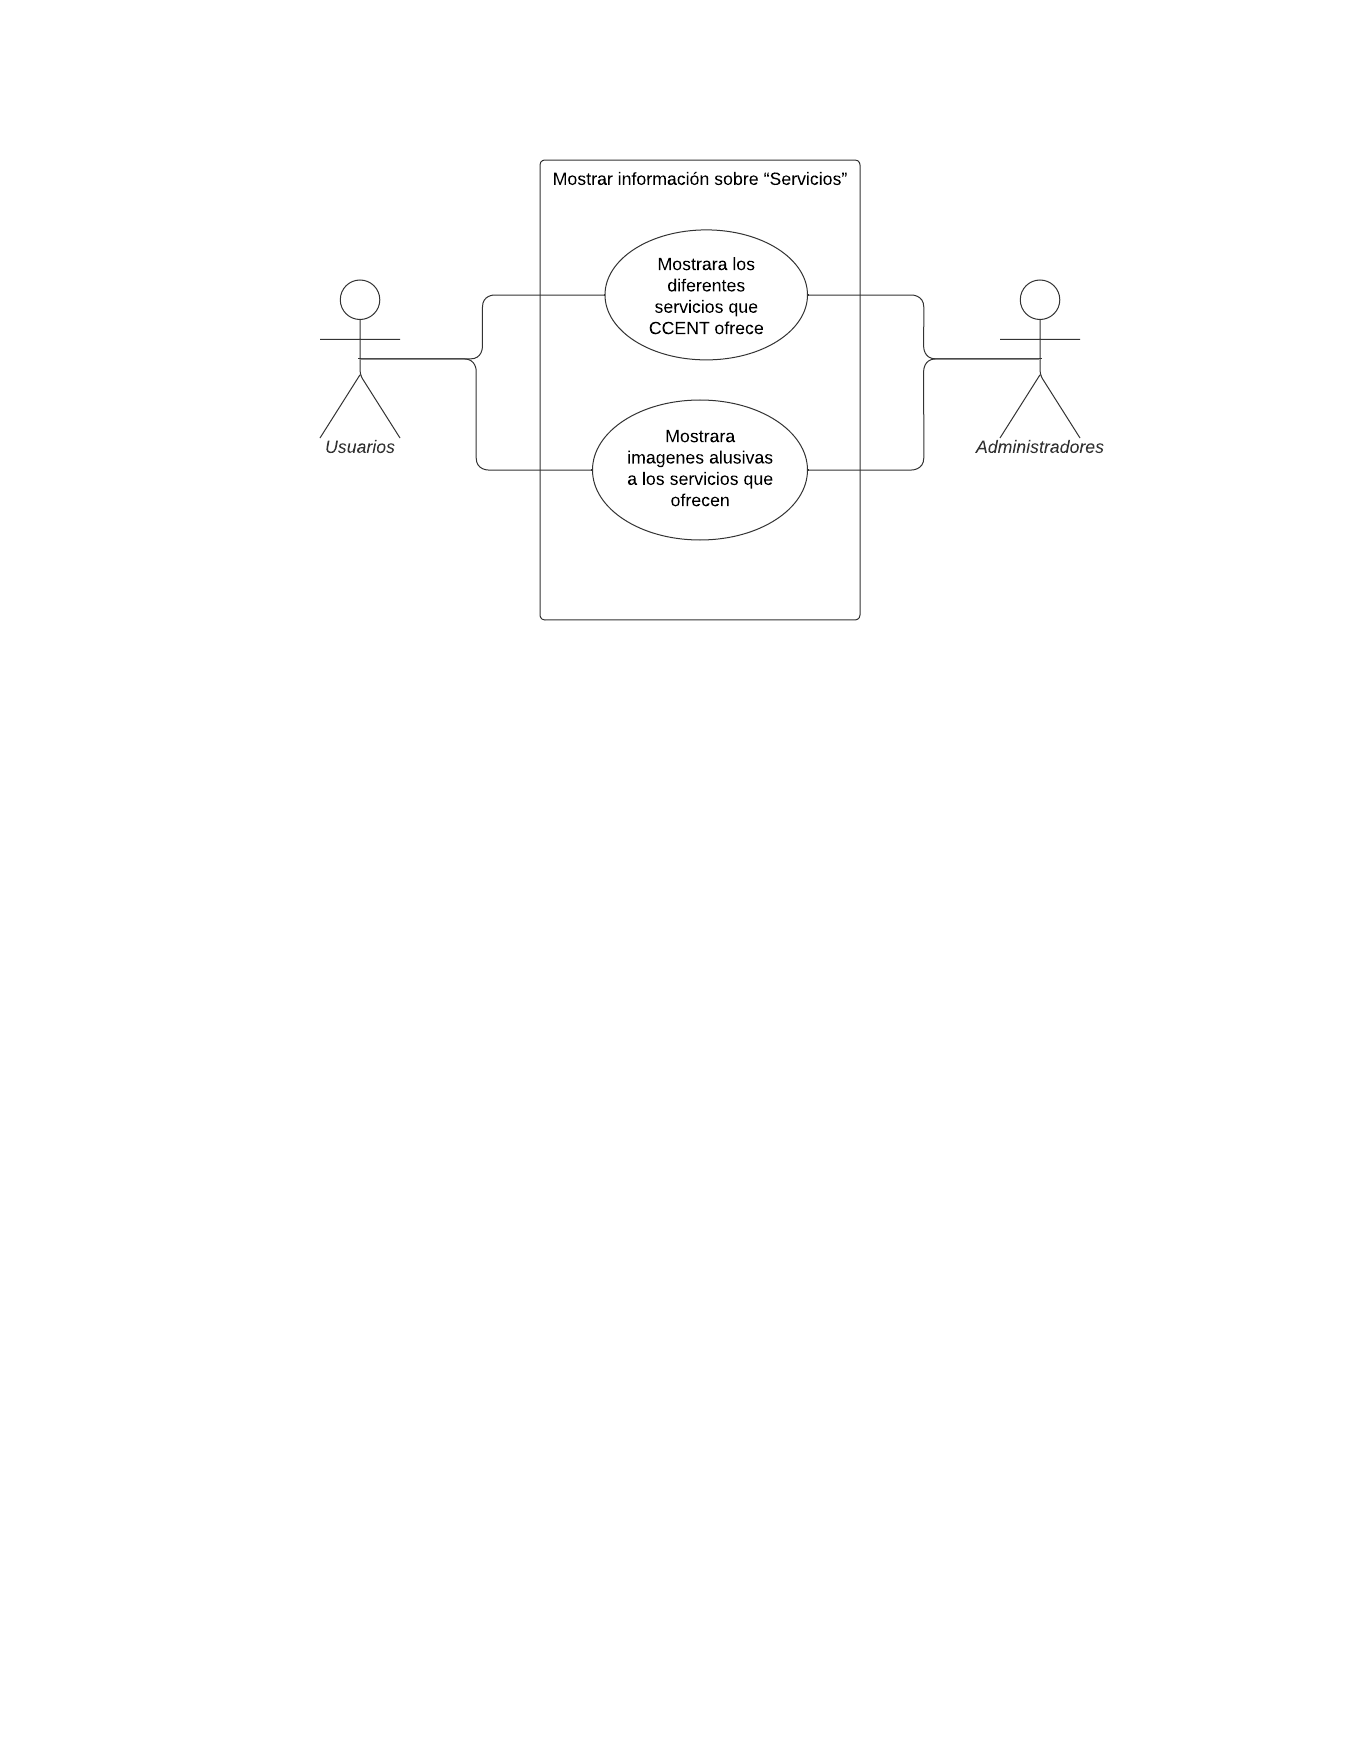 Mostrar información sobre “Servicios”
Mostrara los
diferentes
servicios que
CCENT ofrece
Usuarios
Administradores
Mostrara
imagenes alusivas
a los servicios que
ofrecen